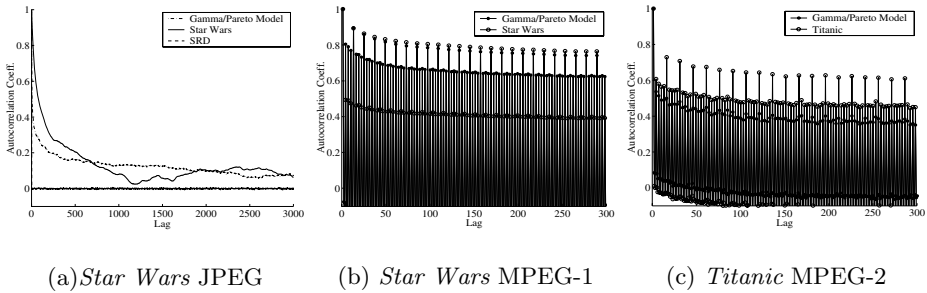 1
0.8
0.6
0.4
0.2
0
Autocorrelation Coeff.
Gamma/Pareto Model
Star Wars
SRD
0 500 1000 1500 2000 2500 3000
Lag
(a)Star Wars JPEG
1
0.8
0.6
0.4
0.2
0
Autocorrelation Coeff.
Gamma/Pareto Model
Star Wars
0 50 100 150 200 250 300
Lag
(b) Star Wars MPEG-1
1
0.8
0.6
0.4
0.2
0
Autocorrelation Coeff.
Gamma/Pareto Model
Titanic
0 50 100 150 200 250 300
Lag
(c) Titanic MPEG-2